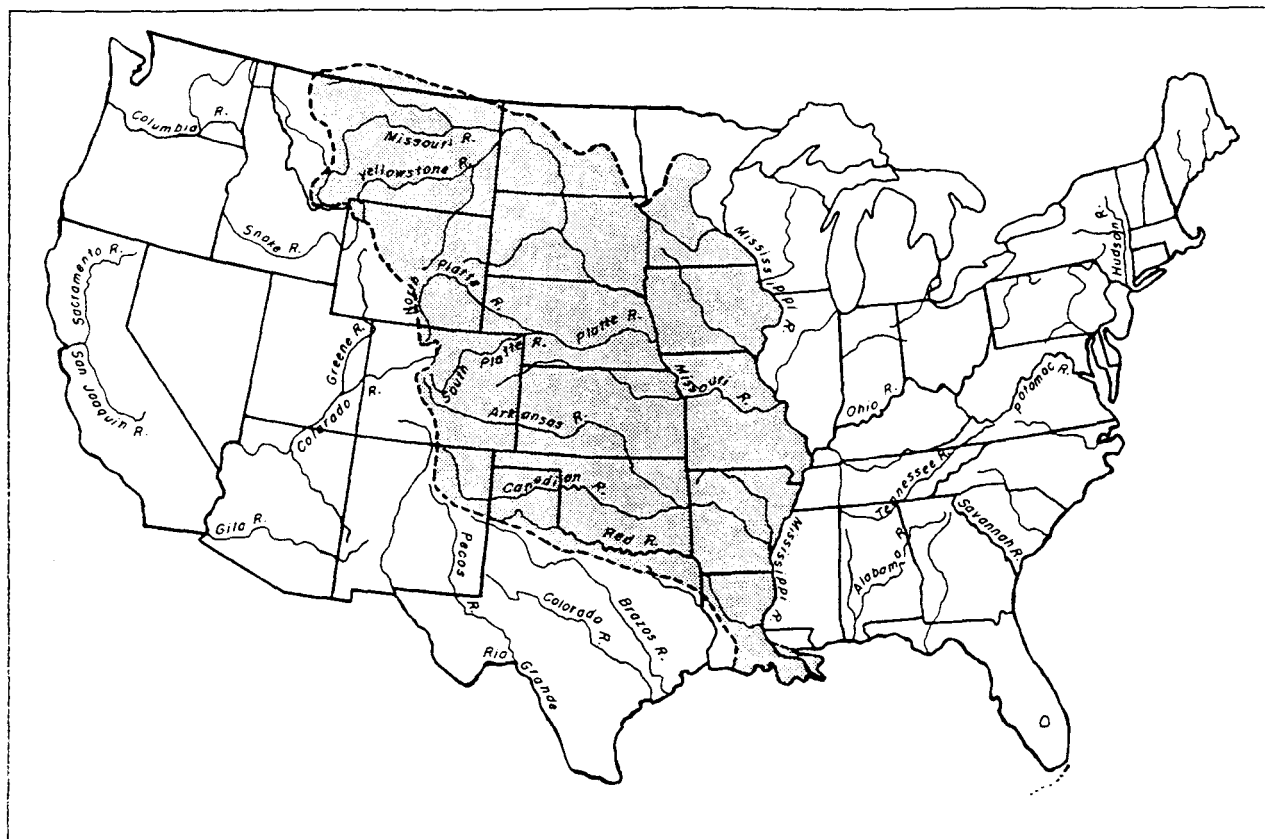 Columbia R.
Missouri R.
Yellowstone R.
Snake R.
Sacramento R.
San Joaquin R.
North Platte R.
Platte R.
South Platte R.
Greene R.
Colorado R.
Arkansas R.
Missouri R.
Mississippi R.
Hudson R.
Ohio R.
Potomac R.
Tennessee R.
Savannah R.
Alabama R.
Mississippi R.
Canadian R.
Red R.
Gila R.
Pecos R.
Colorado R.
Brazos R.
Rio Grande